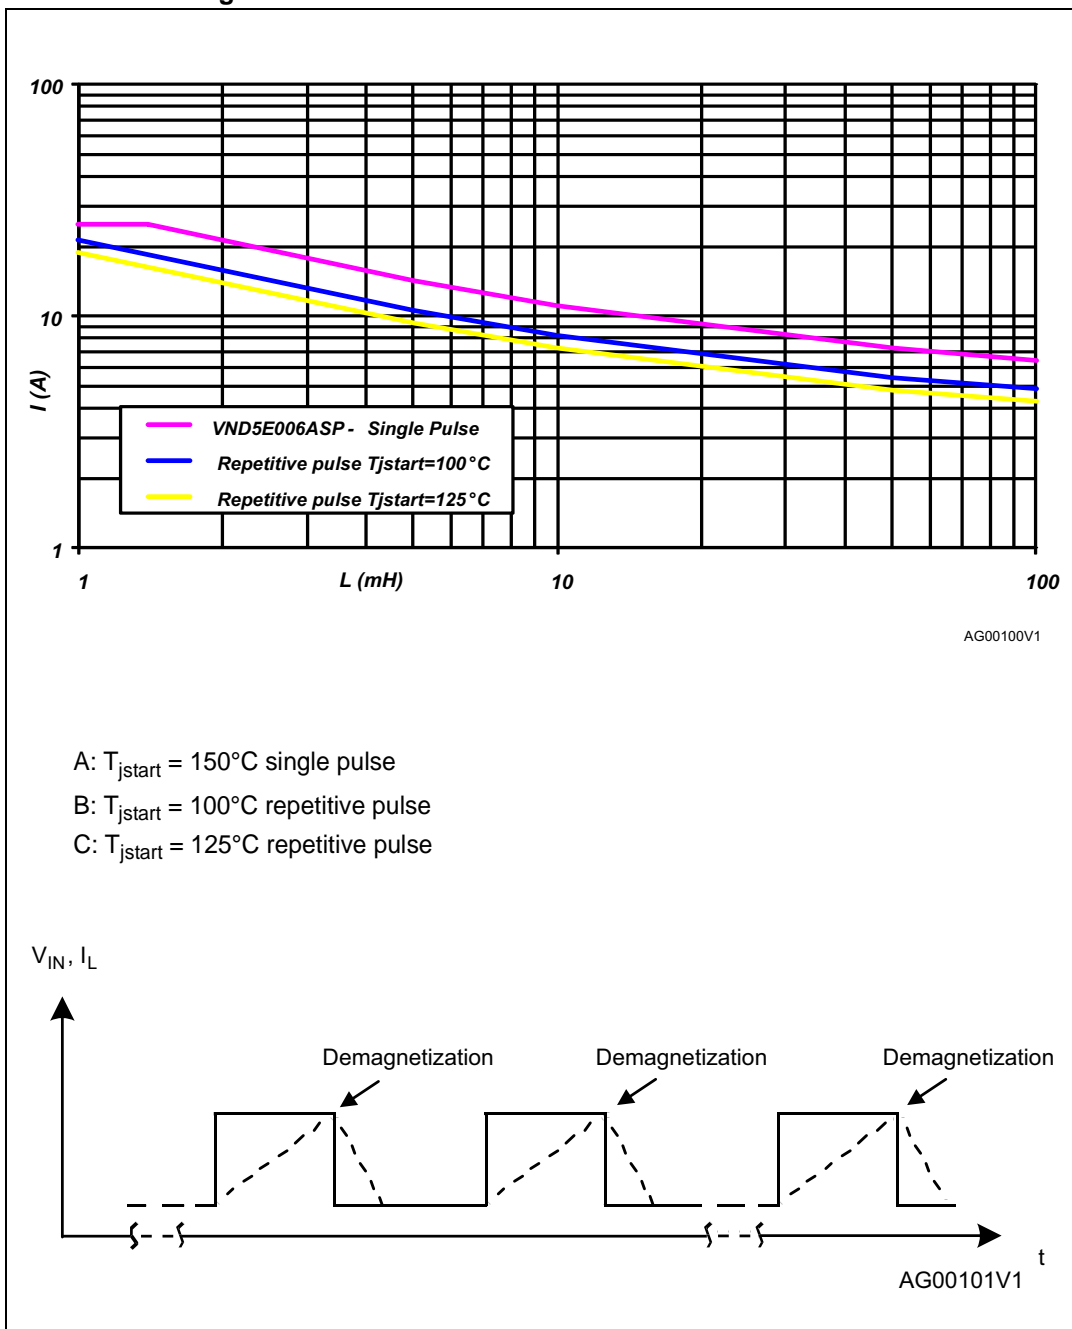 100
10
1
I (A)
VND5E006ASP - Single Pulse
Repetitive pulse Tjstart=100°C
Repetitive pulse Tjstart=125°C
1 L (mH) 10 100
AG00100V1
A: Tjstart = 150°C single pulse
B: Tjstart = 100°C repetitive pulse
C: Tjstart = 125°C repetitive pulse
VIN, IL
Demagnetization Demagnetization Demagnetization
t
AG00101V1